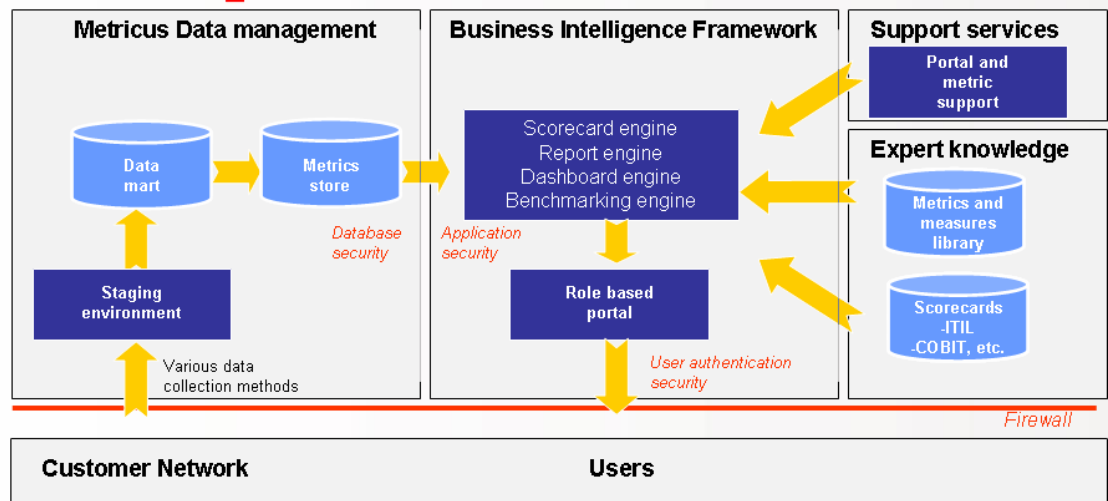 Metricus Data management
Business Intelligence Framework
Support services
Portal and
metric
support
Scorecard engine
Report engine
Dashboard engine
Benchmarking engine
Expert knowledge
Data
mart
Metrics
store
Metrics and
measures
library
Database
security
Application
security
Staging
environment
Role based
portal
Scorecards
-ITIL
-COBIT, etc.
Various data
collection methods
User authentication
security
Firewall
Customer Network
Users